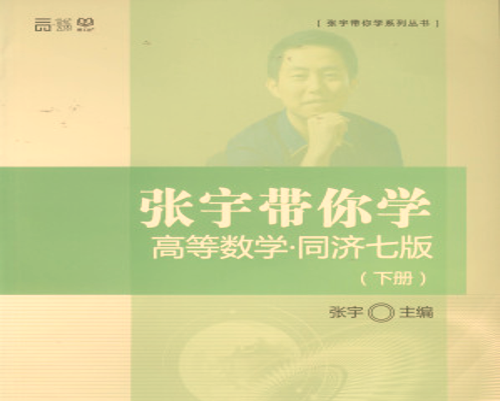 [ 张宇带你学系列丛书 ]
张宇带你学
高等数学·同济七版
（下册）
张宇 主编